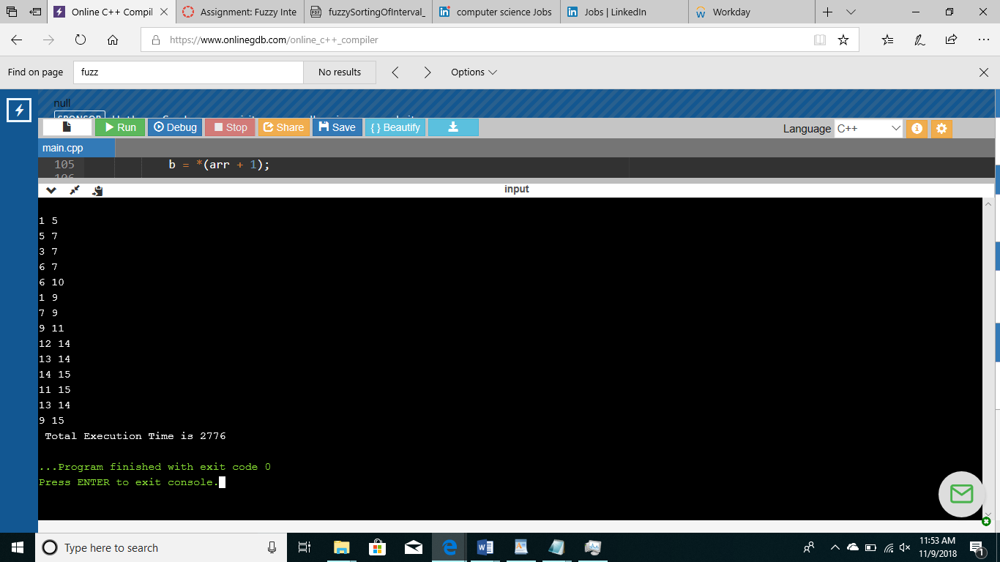 Online C++ Compil
Assignment: Fuzzy Inte
fuzzySortingOfInterval_
computer science Jobs
Jobs | LinkedIn
Workday
https://www.onlinegdb.com/online_c++_compiler
Find on page
fuzz
No results
Options
null
Run
Debug
Stop
Share
Save
{ } Beautify
Language
C++
main.cpp
105 b = *(arr + 1);
input
1 5
5 7
3 7
6 7
6 10
1 9
7 9
9 11
12 14
13 14
14 15
11 15
13 14
9 15
Total Execution Time is 2776
...Program finished with exit code 0
Press ENTER to exit console.
Type here to search
11:53 AM
11/9/2018
1